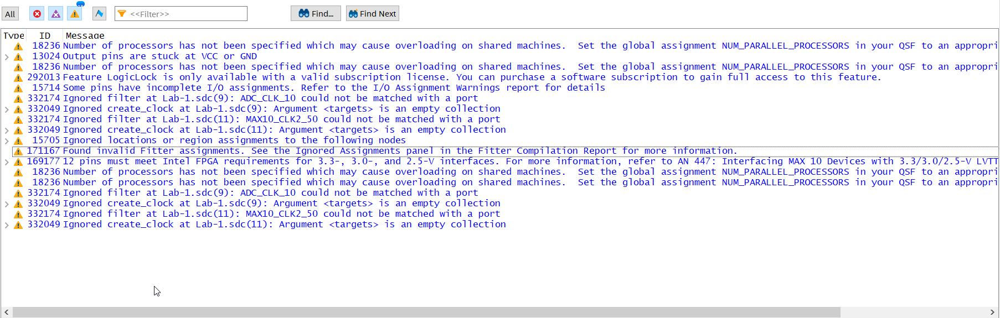 All <<Filter>> Find... Find Next
Type ID Message
18236 Number of processors has not been specified which may cause overloading on shared machines.  Set the global assignment NUM_PARALLEL_PROCESSORS in your QSF to an appropri
13024 Output pins are stuck at VCC or GND
18236 Number of processors has not been specified which may cause overloading on shared machines.  Set the global assignment NUM_PARALLEL_PROCESSORS in your QSF to an appropri
292013 Feature LogicLock is only available with a valid subscription license. You can purchase a software subscription to gain full access to this feature.
15714 Some pins have incomplete I/O assignments. Refer to the I/O Assignment Warnings report for details
332174 Ignored filter at Lab-1.sdc(9): ADC_CLK_10 could not be matched with a port
332049 Ignored create_clock at Lab-1.sdc(9): Argument <targets> is an empty collection
332174 Ignored filter at Lab-1.sdc(11): MAX10_CLK2_50 could not be matched with a port
332049 Ignored create_clock at Lab-1.sdc(11): Argument <targets> is an empty collection
15705 Ignored locations or region assignments to the following nodes
171167 Found invalid Fitter assignments. See the Ignored Assignments panel in the Fitter Compilation Report for more information.
169177 12 pins must meet Intel FPGA requirements for 3.3-, 3.0-, and 2.5-V interfaces. For more information, refer to AN 447: Interfacing MAX 10 Devices with 3.3/3.0/2.5-V LVTT
18236 Number of processors has not been specified which may cause overloading on shared machines.  Set the global assignment NUM_PARALLEL_PROCESSORS in your QSF to an appropri
18236 Number of processors has not been specified which may cause overloading on shared machines.  Set the global assignment NUM_PARALLEL_PROCESSORS in your QSF to an appropri
332174 Ignored filter at Lab-1.sdc(9): ADC_CLK_10 could not be matched with a port
332049 Ignored create_clock at Lab-1.sdc(9): Argument <targets> is an empty collection
332174 Ignored filter at Lab-1.sdc(11): MAX10_CLK2_50 could not be matched with a port
332049 Ignored create_clock at Lab-1.sdc(11): Argument <targets> is an empty collection